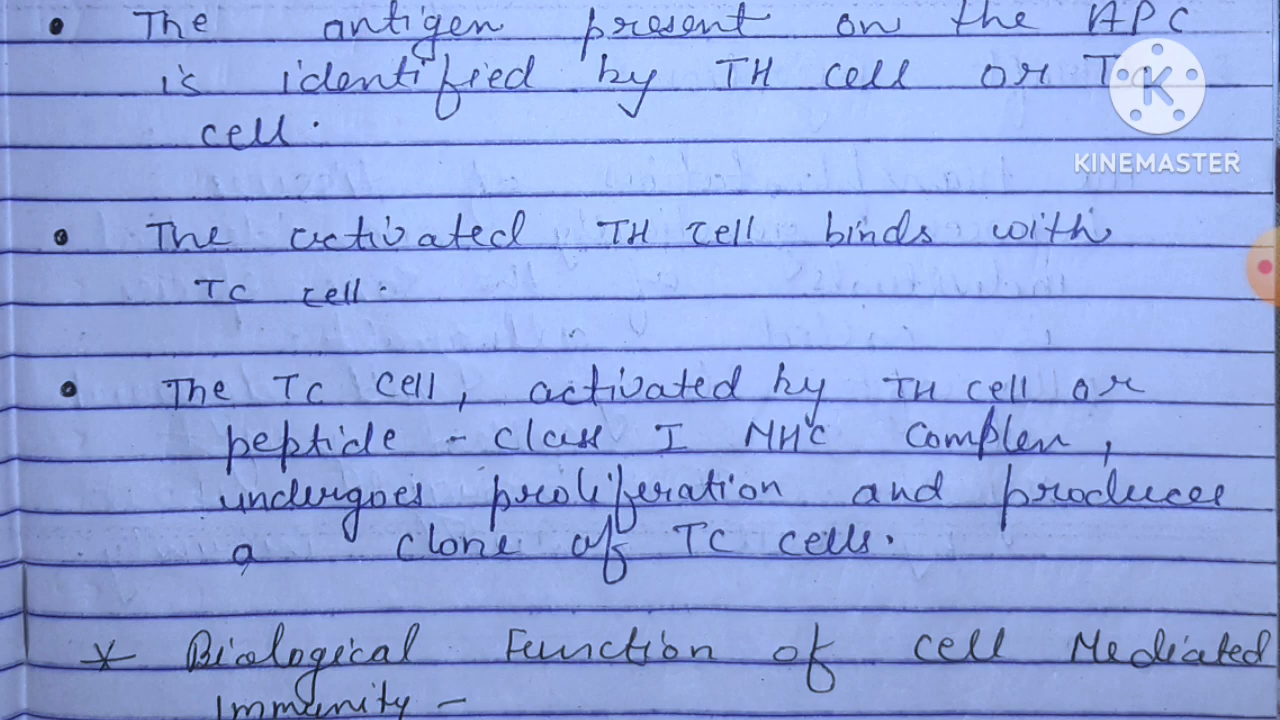 • The antigen present on the APC
is identified by TH cell or
cell.
• The activated TH cell binds with
TC cell.
• The TC cell, activated by TH cell or
peptide - class I MHC complex,
undergoes proliferation and produces
a clone of TC cells.
* Biological Function of cell Mediated
Immunity -
K
KINEMASTER